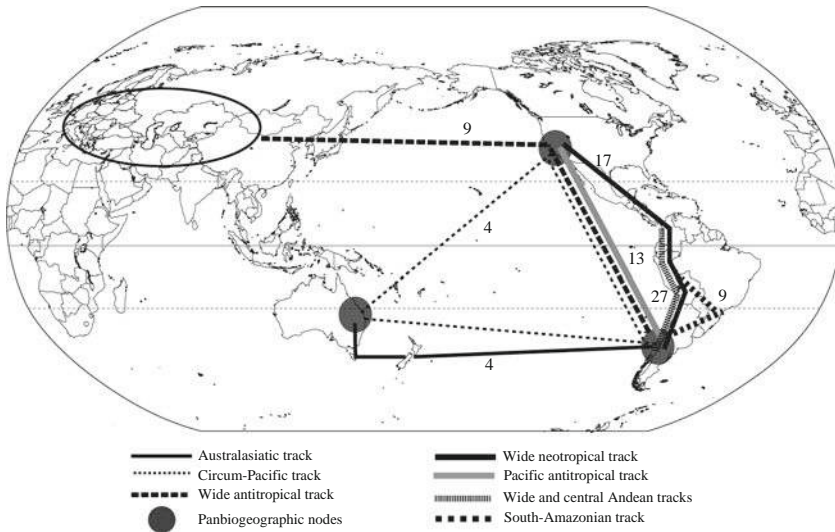 9
17
4
13
27
9
4
Australasiatic track
Circum-Pacific track
Wide antitropical track
Panbiogeographic nodes
Wide neotropical track
Pacific antitropical track
Wide and central Andean tracks
South-Amazonian track